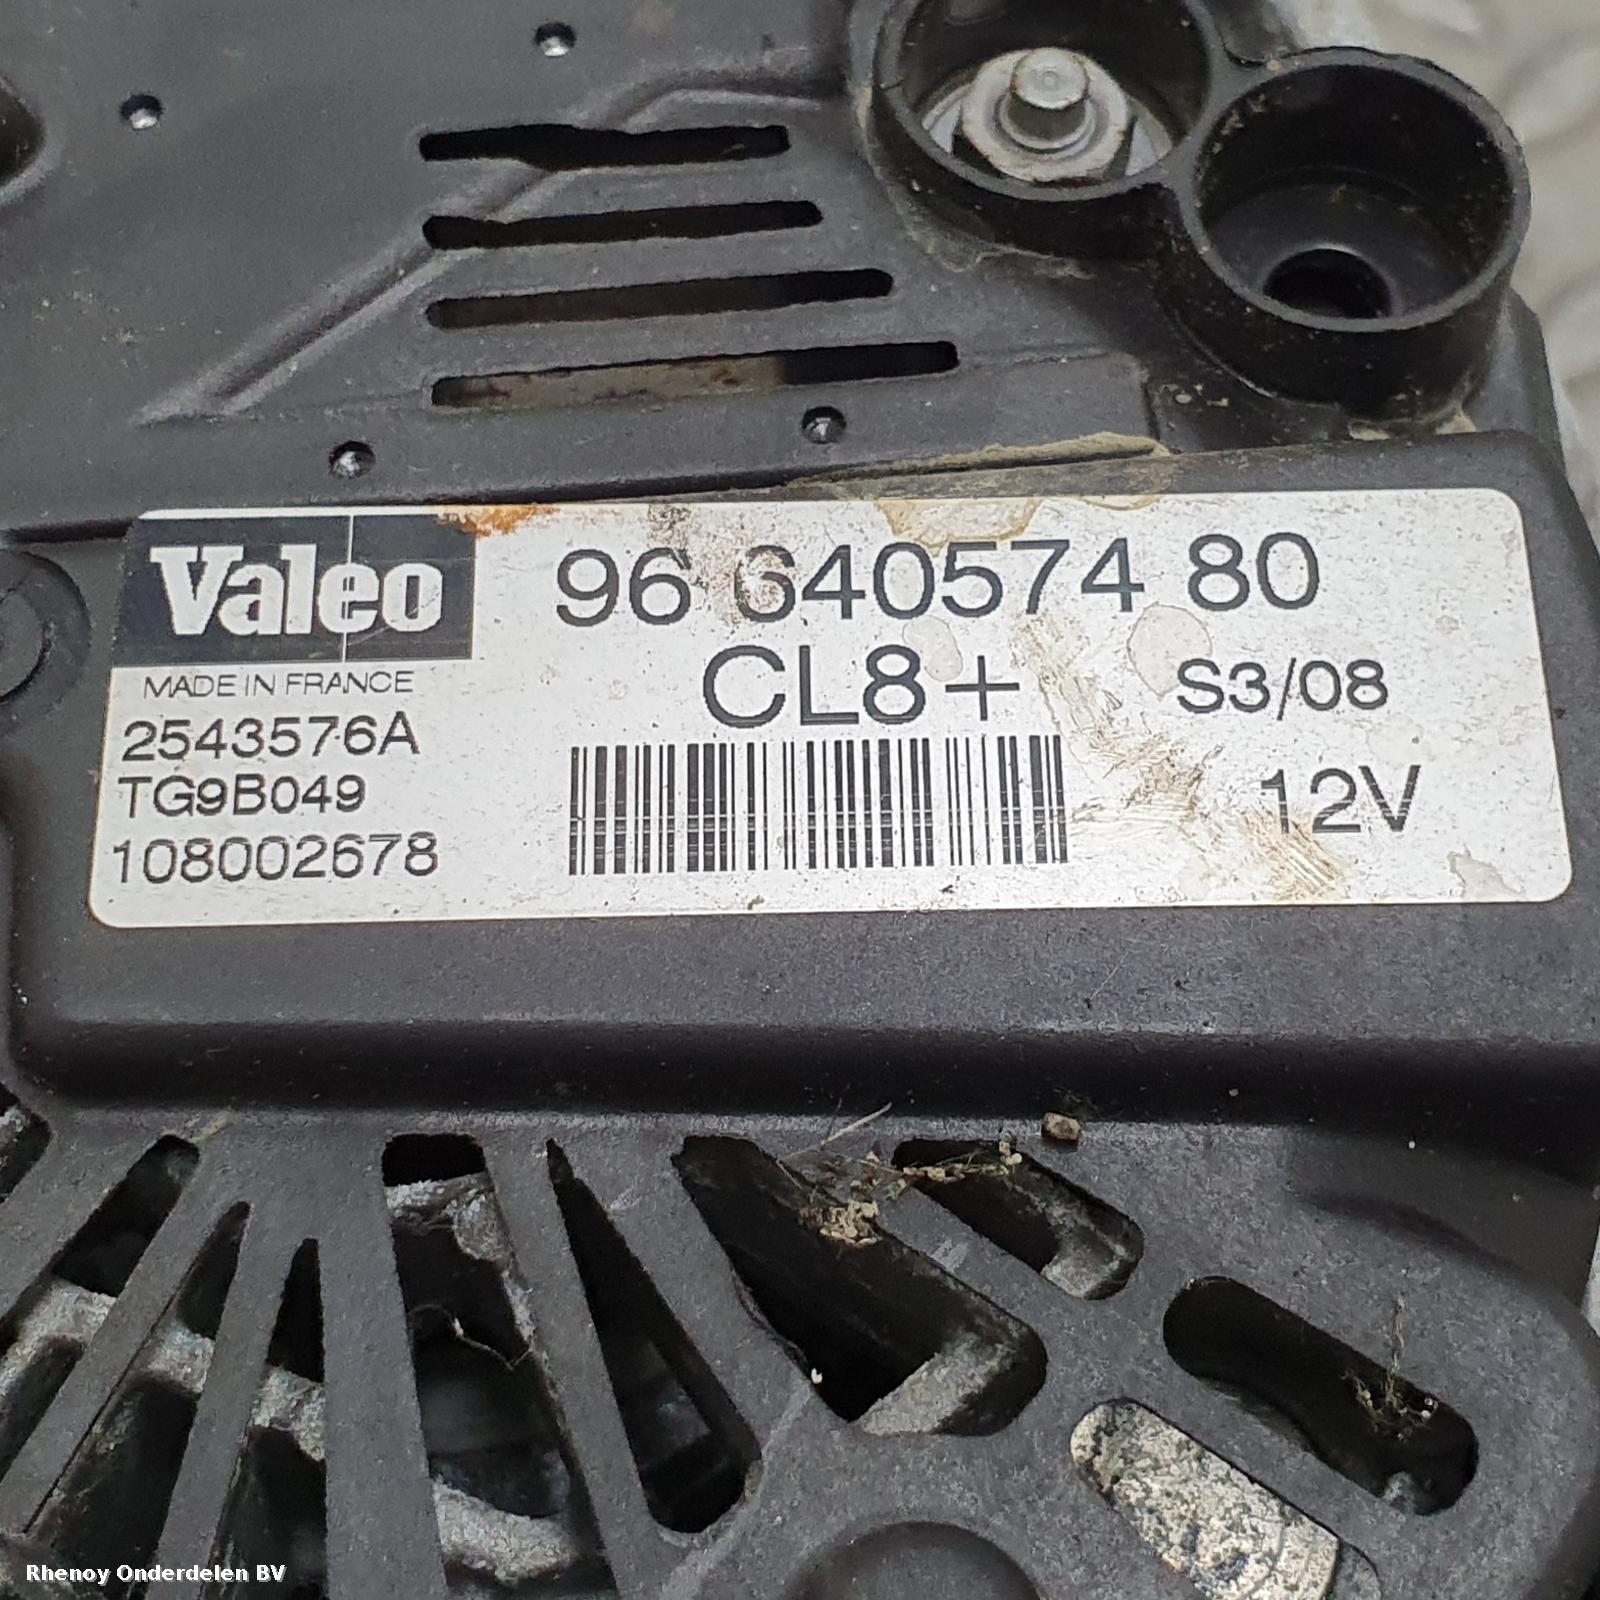 Valeo
96 640574 80
MADE IN FRANCE
CL8+
S3/08
2543576A
TG9B049
12V
108002678
Rhenoy Onderdelen BV